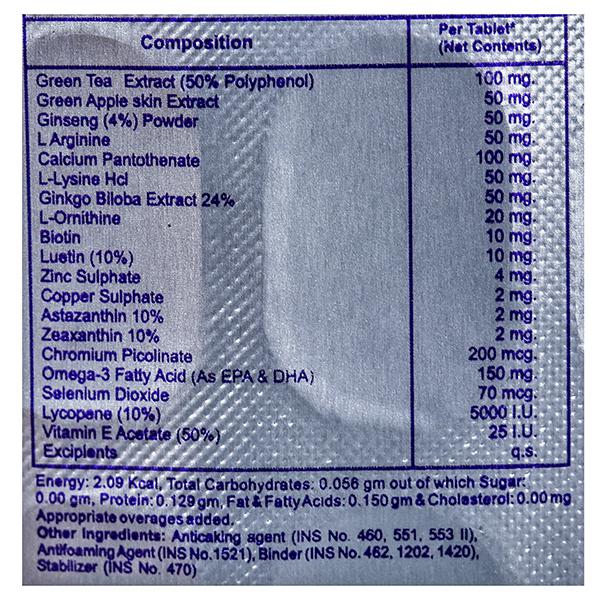 Composition Per Tablet*
(Net Contents)
Green Tea Extract (50% Polyphenol) 100 mg.
Green Apple skin Extract 50 mg.
Ginseng (4%) Powder 50 mg.
L Arginine 50 mg.
Calcium Pantothenate 100 mg.
L-Lysine Hcl 50 mg.
Ginkgo Biloba Extract 24% 50 mg.
L-Ornithine 20 mg.
Biotin 10 mg.
Luetin (10%) 10 mg.
Zinc Sulphate 4 mg.
Copper Sulphate 2 mg.
Astazanthin 10% 2 mg.
Zeaxanthin 10% 2 mg.
Chromium Picolinate 200 mcg.
Omega-3 Fatty Acid (As EPA & DHA) 150 mg.
Selenium Dioxide 70 mcg.
Lycopene (10%) 5000 I.U.
Vitamin E Acetate (50%) 25 I.U.
Excipients q.s.
Energy: 2.09 Kcal, Total Carbohydrates: 0.056 gm out of which Sugar:
0.00 gm, Protein: 0.129 gm, Fat & Fatty Acids: 0.150 gm & Cholesterol: 0.00 mg
Appropriate overages added.
Other Ingredients: Anticaking agent (INS No. 460, 551, 553 II),
Antifoaming Agent (INS No.1521), Binder (INS No. 462, 1202, 1420),
Stabilizer (INS No. 470)